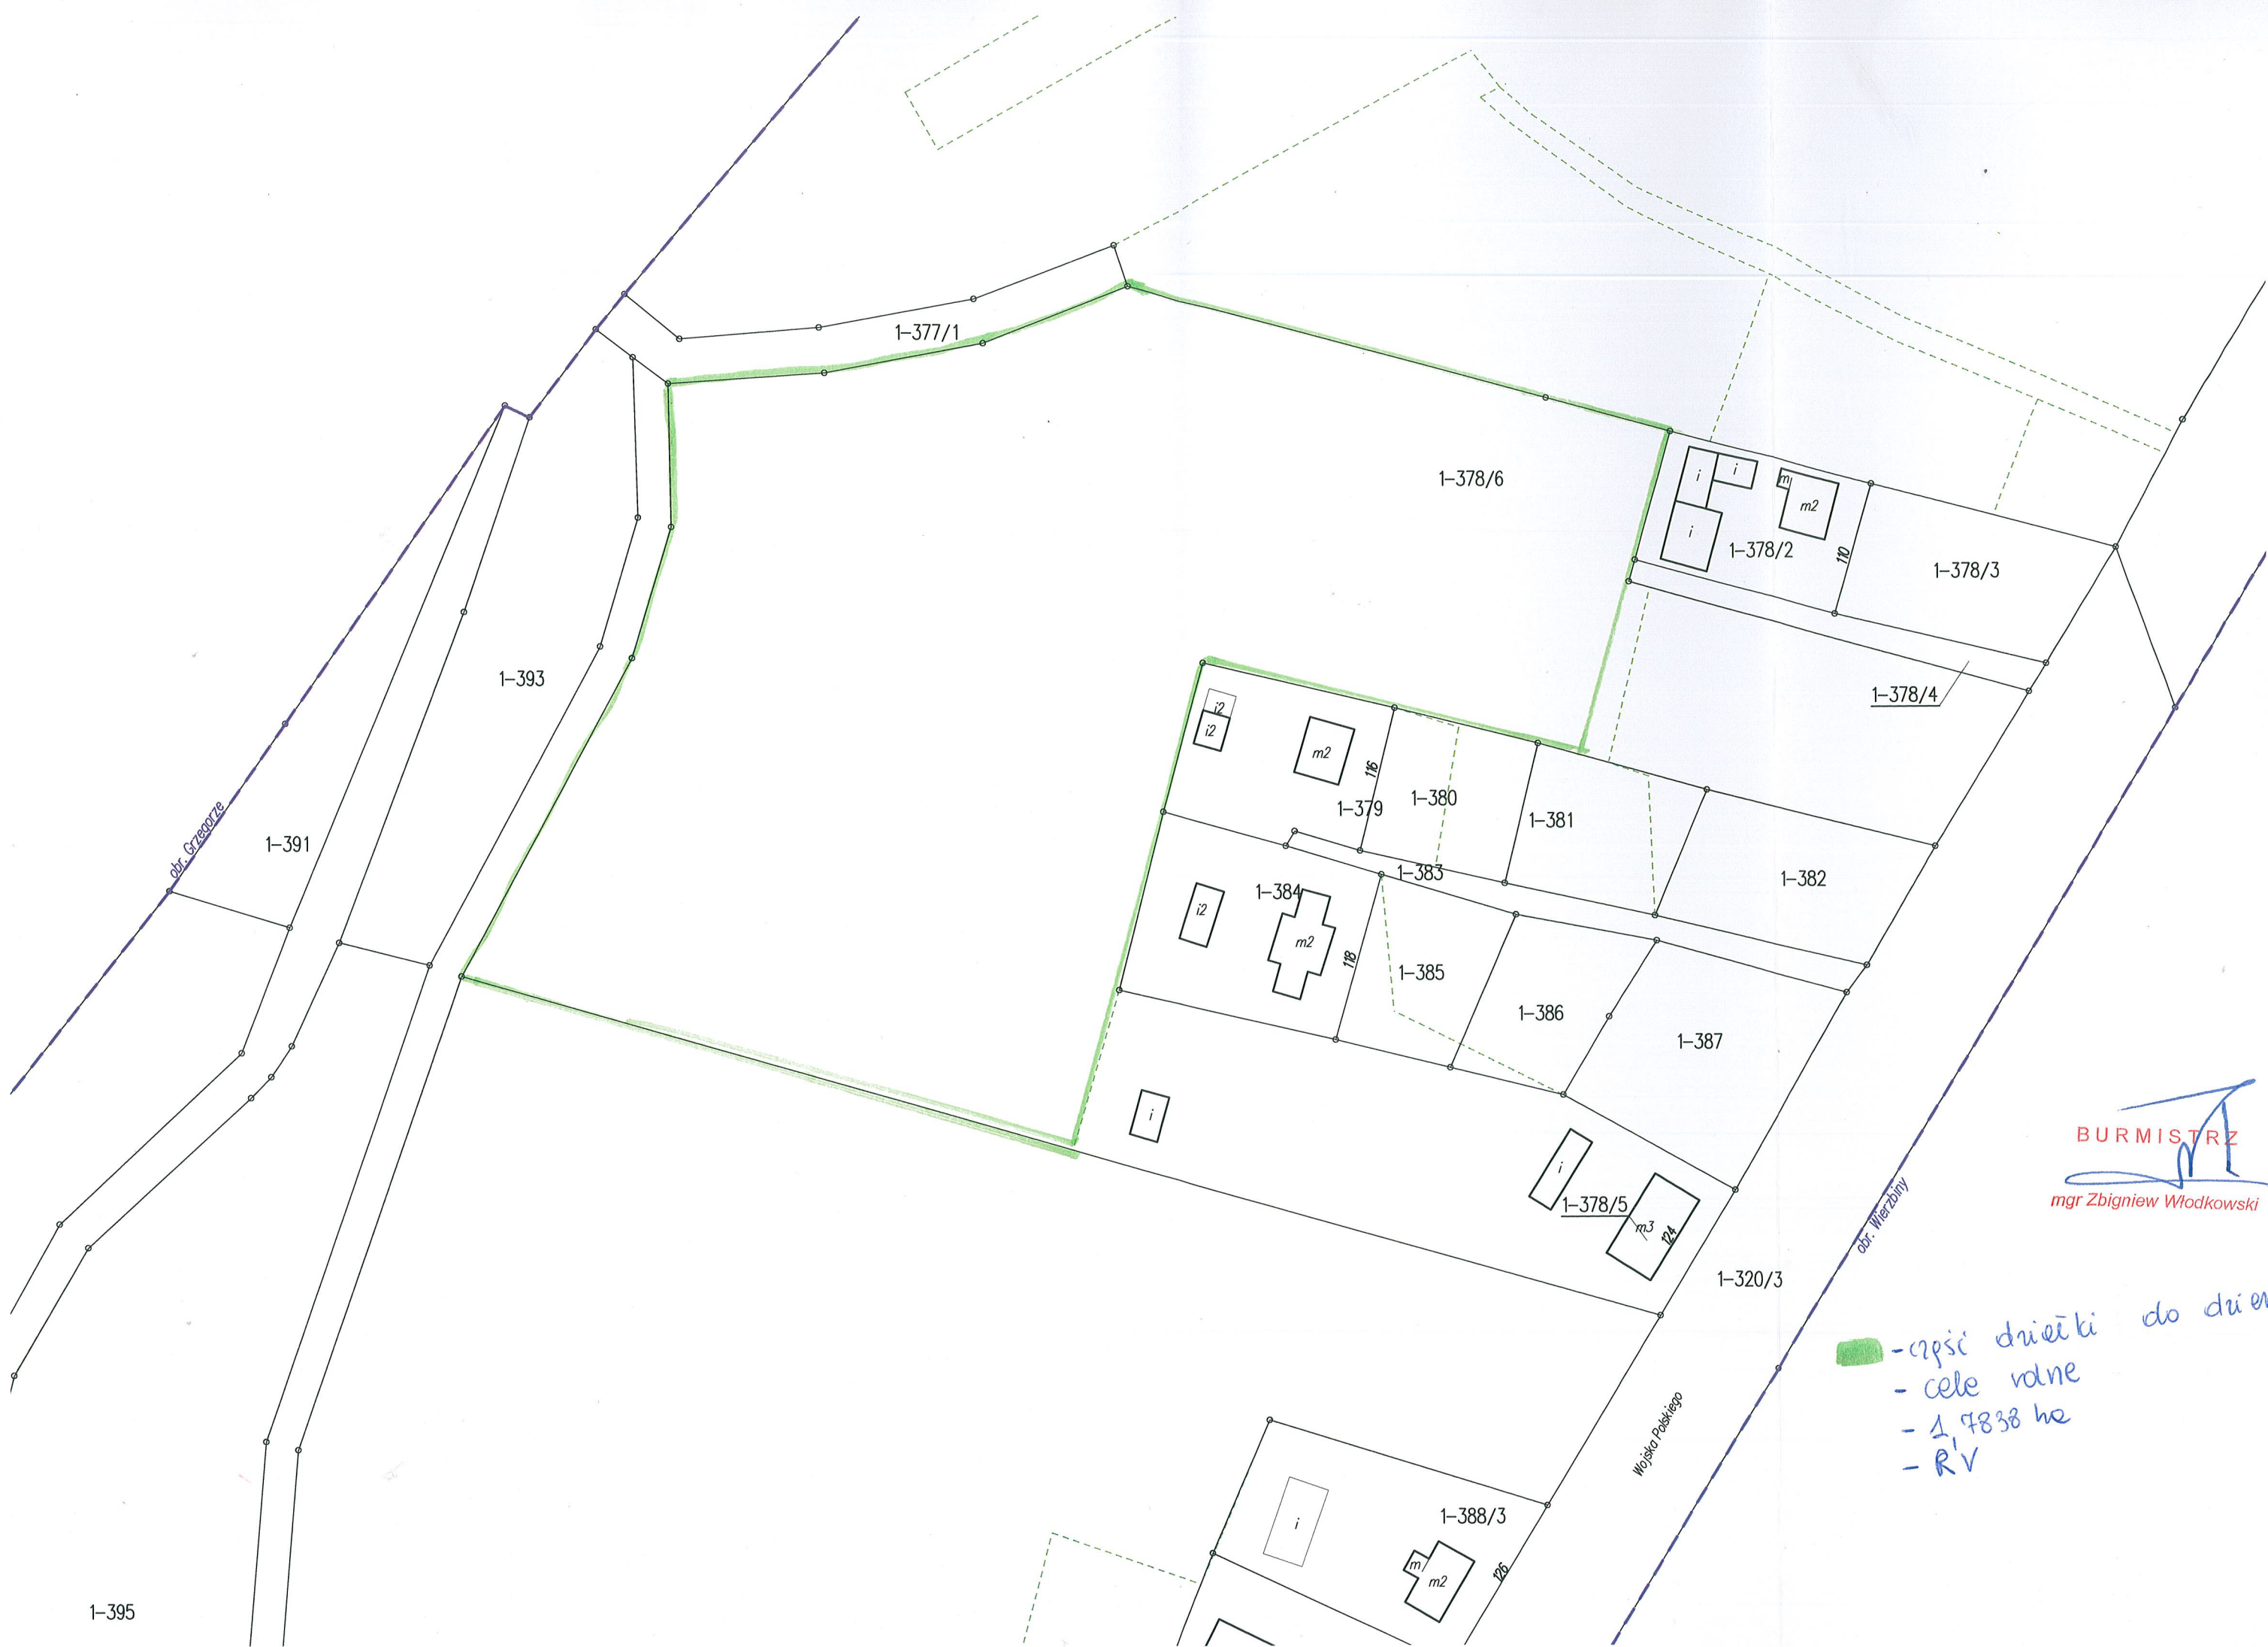 1-377/1
1-378/6
i
i
m
m2
i
1-378/2
110
1-378/3
1-393
1-378/4
i2
i2
m2
116
1-379
1-380
1-381
obr. Grzegorze
1-391
1-383
1-382
1-384
i2
m2
118
1-385
1-386
1-387
i
BURMISTRZ
mgr Zbigniew Włodkowski
i
1-378/5
m3
124
obr. Wierzbiny
1-320/3
- część działki do
- cele rolne
- 1,7838 ha
- RV
Wojska Polskiego
1-388/3
i
m
m2
126
1-395